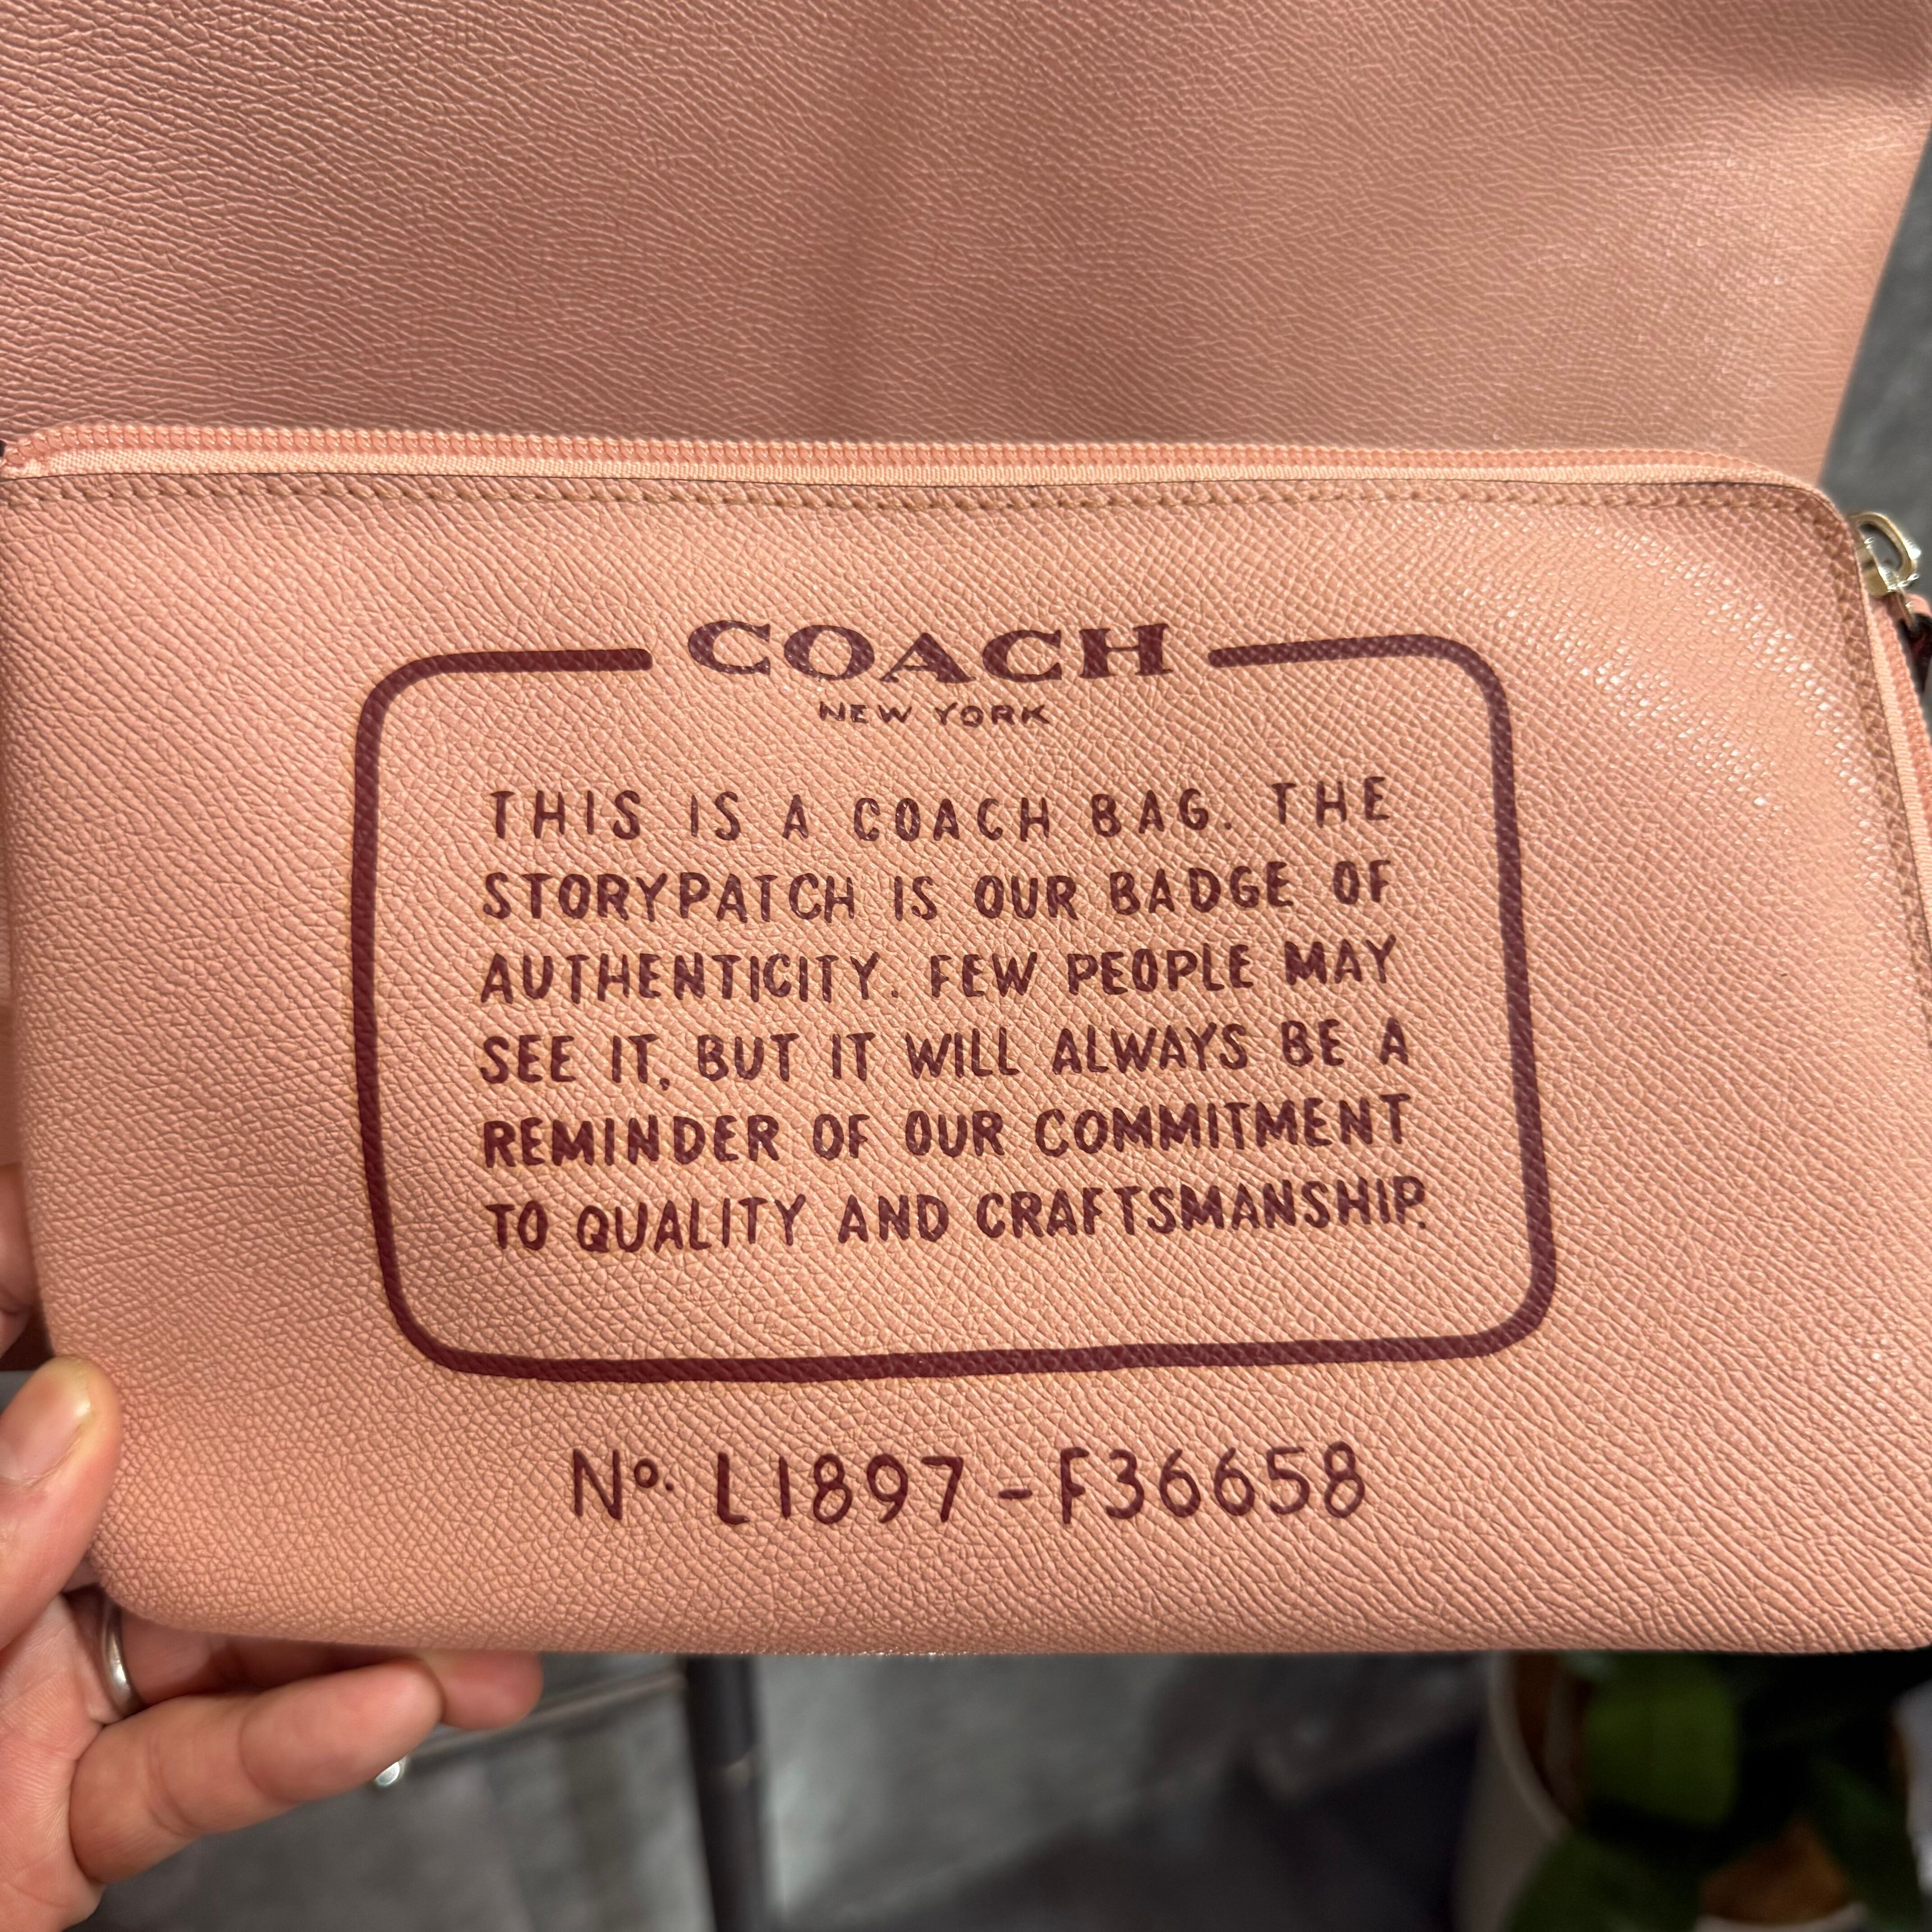 COACH
NEW YORK
THIS IS A COACH BAG. THE
STORYPATCH IS OUR BADGE OF
AUTHENTICITY. FEW PEOPLE MAY
SEE IT, BUT IT WILL ALWAYS BE A
REMINDER OF OUR COMMITMENT
TO QUALITY AND CRAFTSMANSHIP.
Nº. L1897-F36658